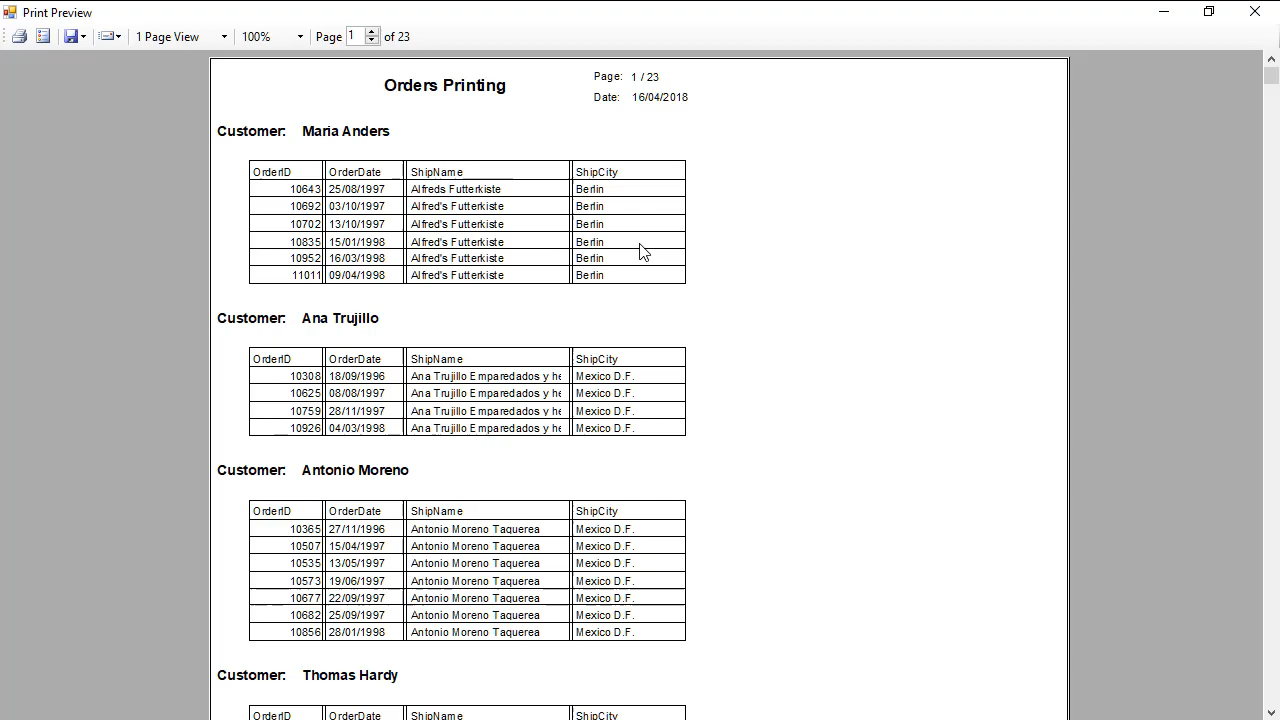 Print Preview
1 Page View 100% Page 1 of 23
Orders Printing
Page: 1 / 23
Date: 16/04/2018
Customer: Maria Anders
OrderID OrderDate ShipName ShipCity
10643 25/08/1997 Alfreds Futterkiste Berlin
10692 03/10/1997 Alfred's Futterkiste Berlin
10702 13/10/1997 Alfred's Futterkiste Berlin
10835 15/01/1998 Alfred's Futterkiste Berlin
10952 16/03/1998 Alfred's Futterkiste Berlin
11011 09/04/1998 Alfred's Futterkiste Berlin
Customer: Ana Trujillo
OrderID OrderDate ShipName ShipCity
10308 18/09/1996 Ana Trujillo Emparedados y he Mexico D.F.
10625 08/08/1997 Ana Trujillo Emparedados y he Mexico D.F.
10759 28/11/1997 Ana Trujillo Emparedados y he Mexico D.F.
10926 04/03/1998 Ana Trujillo Emparedados y he Mexico D.F.
Customer: Antonio Moreno
OrderID OrderDate ShipName ShipCity
10365 27/11/1996 Antonio Moreno Taquerea Mexico D.F.
10507 15/04/1997 Antonio Moreno Taquerea Mexico D.F.
10535 13/05/1997 Antonio Moreno Taquerea Mexico D.F.
10573 19/06/1997 Antonio Moreno Taquerea Mexico D.F.
10677 22/09/1997 Antonio Moreno Taquerea Mexico D.F.
10682 25/09/1997 Antonio Moreno Taquerea Mexico D.F.
10856 28/01/1998 Antonio Moreno Taquerea Mexico D.F.
Customer: Thomas Hardy
OrderID OrderDate ShipName ShipCity